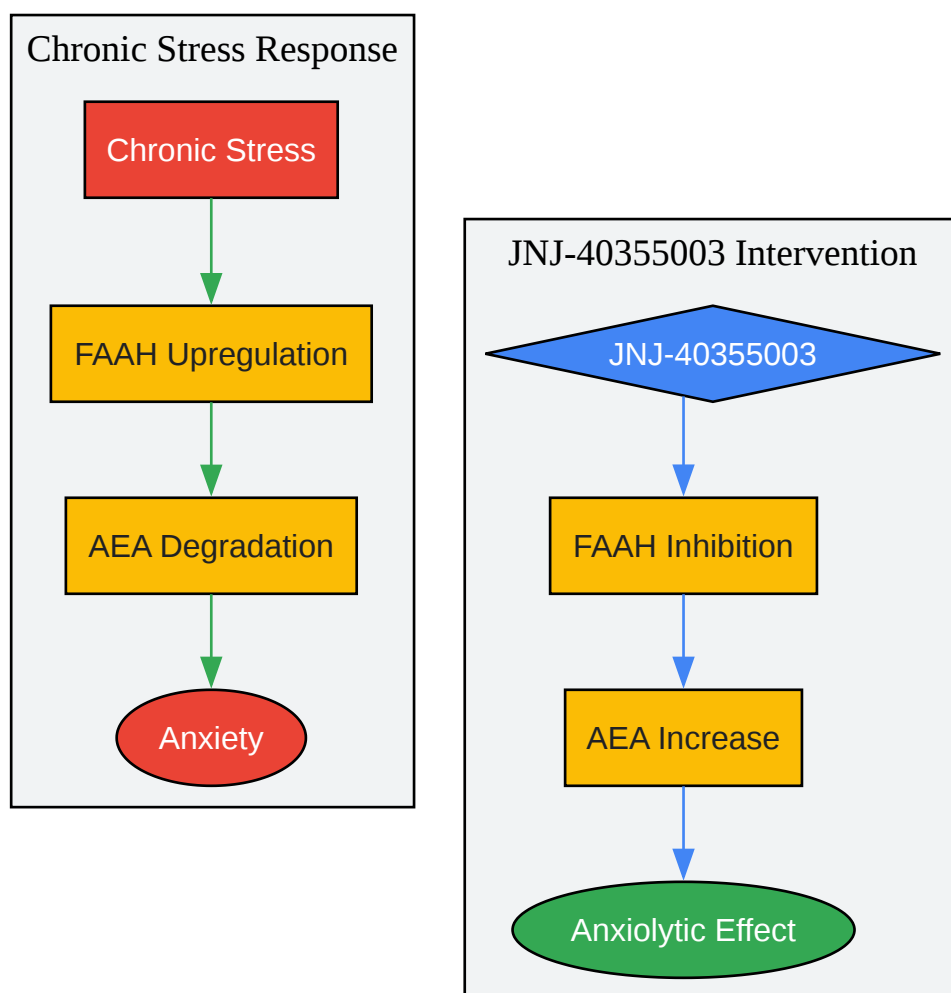 Chronic Stress Response
Chronic Stress
FAAH Upregulation
AEA Degradation
Anxiety
JNJ-40355003 Intervention
JNJ-40355003
FAAH Inhibition
AEA Increase
Anxiolytic Effect